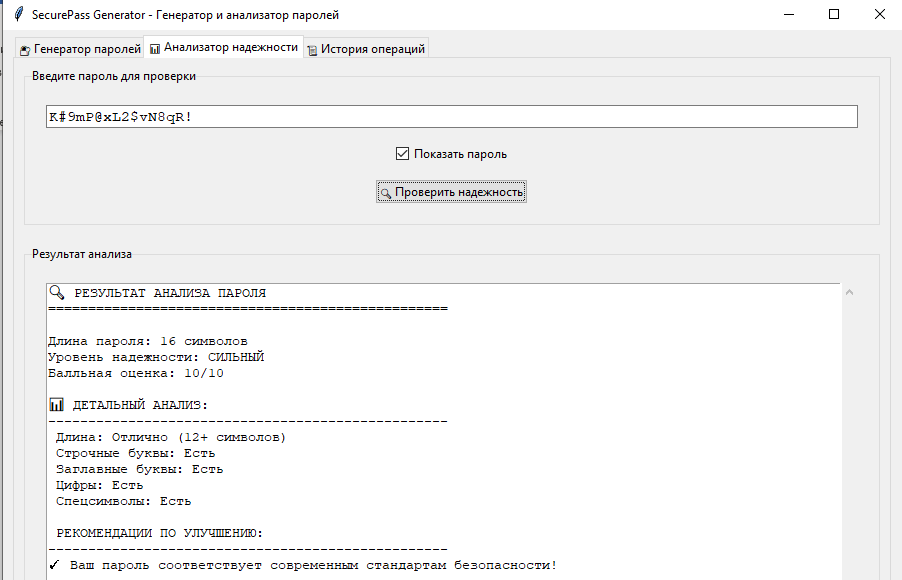 SecurePass Generator - Генератор и анализатор паролей
Генератор паролей Анализатор надежности История операций
Введите пароль для проверки
K#9mP@xL2$vN8qR!
Показать пароль
Проверить надежность
Результат анализа
РЕЗУЛЬТАТ АНАЛИЗА ПАРОЛЯ
==================================================
Длина пароля: 16 символов
Уровень надежности: СИЛЬНЫЙ
Балльная оценка: 10/10
ДЕТАЛЬНЫЙ АНАЛИЗ:
--------------------------------------------------
Длина: Отлично (12+ символов)
Строчные буквы: Есть
Заглавные буквы: Есть
Цифры: Есть
Спецсимволы: Есть
РЕКОМЕНДАЦИИ ПО УЛУЧШЕНИЮ:
--------------------------------------------------
✓ Ваш пароль соответствует современным стандартам безопасности!